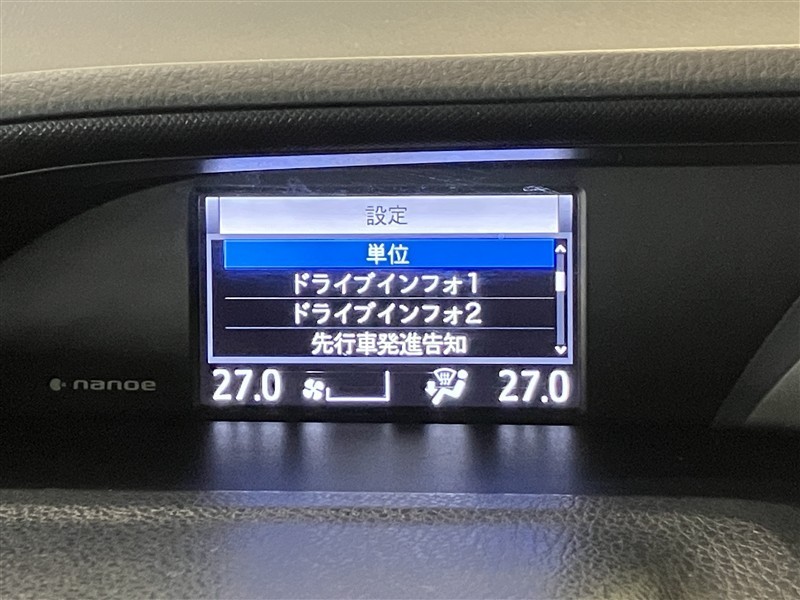 設定
単位
ドライブインフォ1
ドライブインフォ2
先行車発進告知
27.0 27.0
nanoe